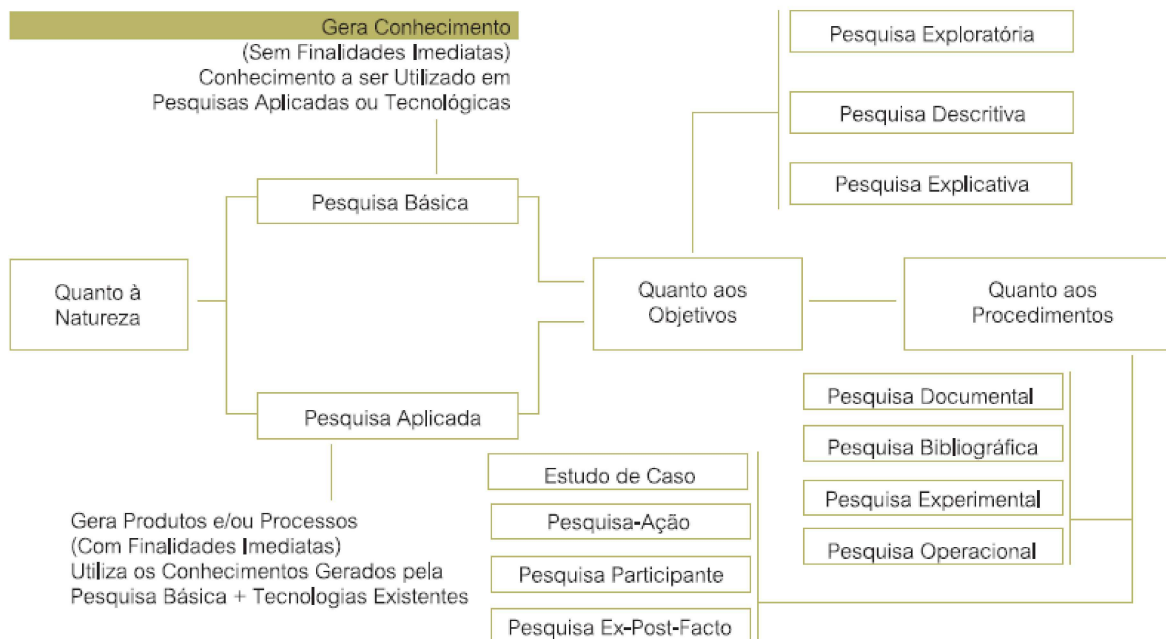 Gera Conhecimento
(Sem Finalidades Imediatas)
Conhecimento a ser Utilizado em
Pesquisas Aplicadas ou Tecnológicas
Pesquisa Exploratória
Pesquisa Descritiva
Pesquisa Explicativa
Pesquisa Básica
Quanto à
Natureza
Quanto aos
Objetivos
Quanto aos
Procedimentos
Pesquisa Aplicada
Pesquisa Documental
Pesquisa Bibliográfica
Pesquisa Experimental
Pesquisa Operacional
Estudo de Caso
Pesquisa-Ação
Pesquisa Participante
Pesquisa Ex-Post-Facto
Gera Produtos e/ou Processos
(Com Finalidades Imediatas)
Utiliza os Conhecimentos Gerados pela
Pesquisa Básica + Tecnologias Existentes